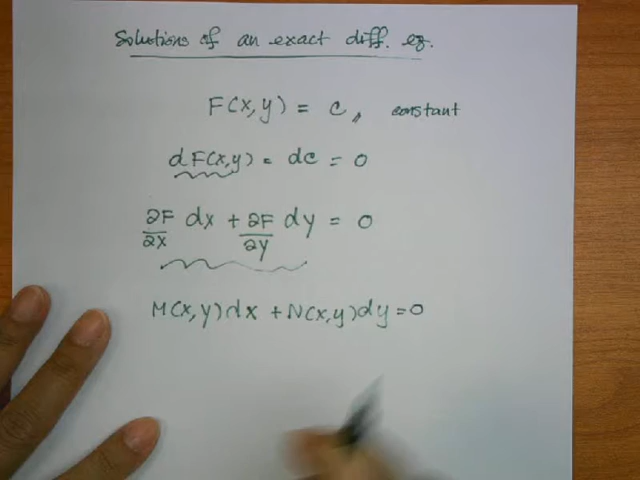 Solutions of an exact diff. eq.
F(x,y) = c, constant
dF(x,y) = dc = 0
∂F/∂x dx + ∂F/∂y dy = 0
M(x,y)dx + N(x,y)dy = 0